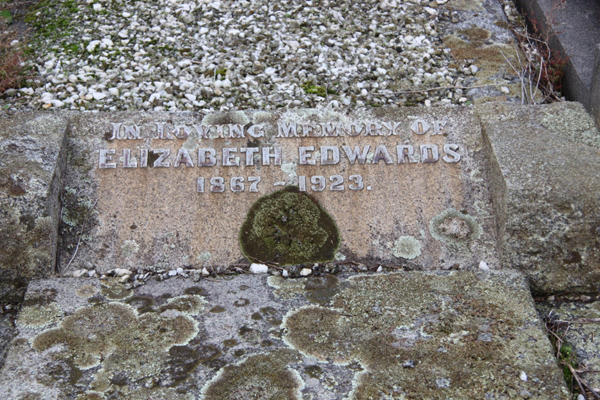 IN LOVING MEMORY OF
ELIZABETH EDWARDS
1867 - 1923.